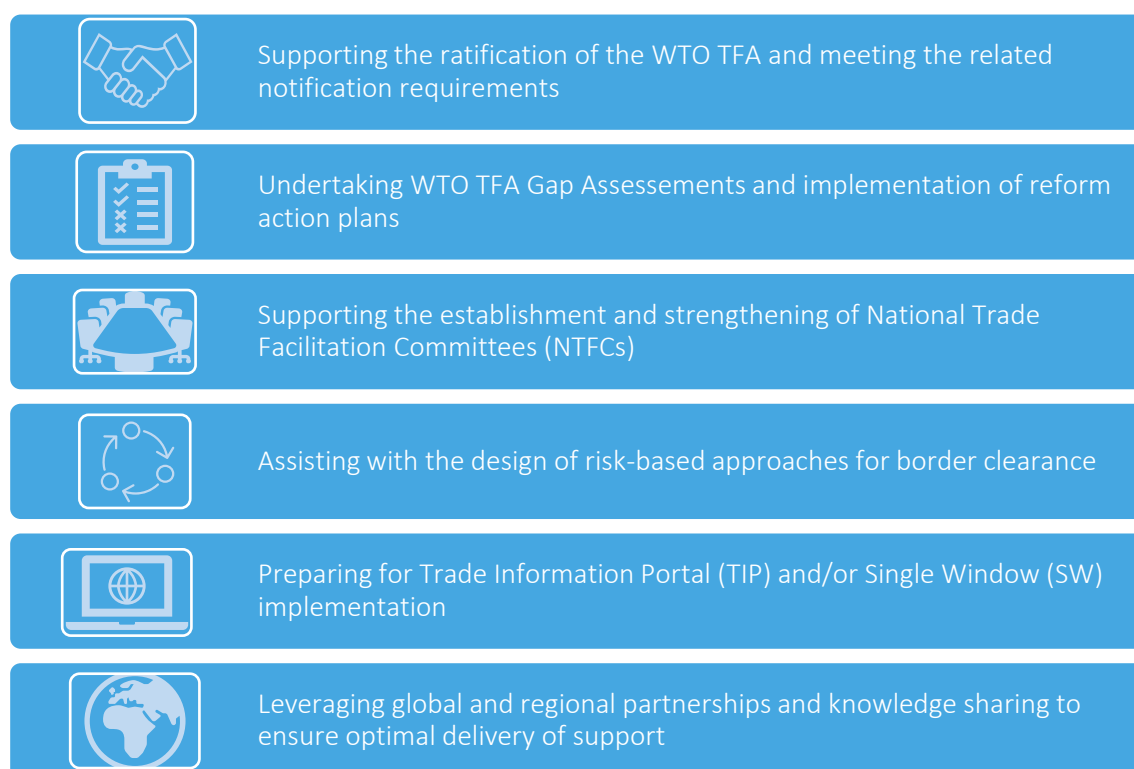 Supporting the ratification of the WTO TFA and meeting the related
notification requirements
Undertaking WTO TFA Gap Assessements and implementation of reform
action plans
Supporting the establishment and strengthening of National Trade
Facilitation Committees (NTFCs)
Assisting with the design of risk-based approaches for border clearance
Preparing for Trade Information Portal (TIP) and/or Single Window (SW)
implementation
Leveraging global and regional partnerships and knowledge sharing to
ensure optimal delivery of support